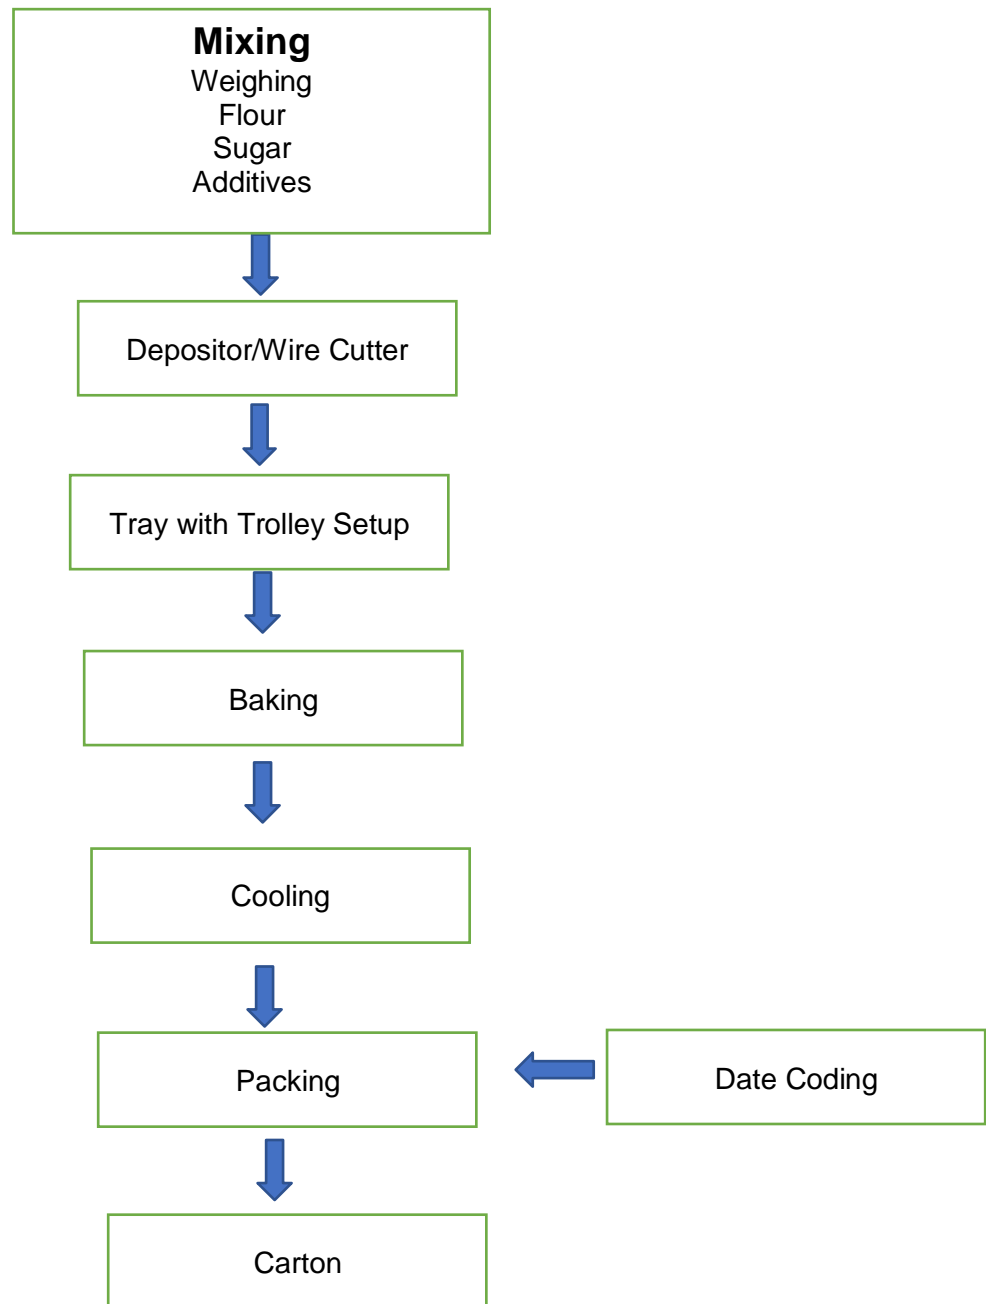 Mixing
Weighing
Flour
Sugar
Additives
Depositor/Wire Cutter
Tray with Trolley Setup
Baking
Cooling
Packing
Date Coding
Carton